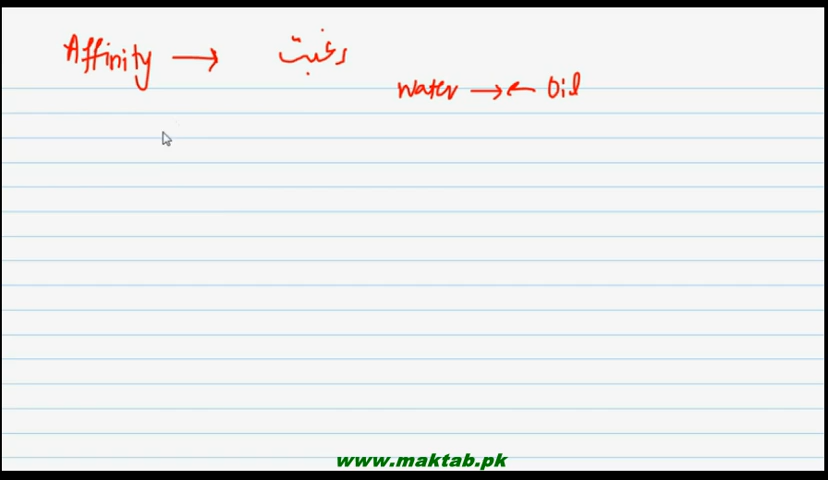 Affinity → رغبت
Water → ← Oil
www.maktab.pk